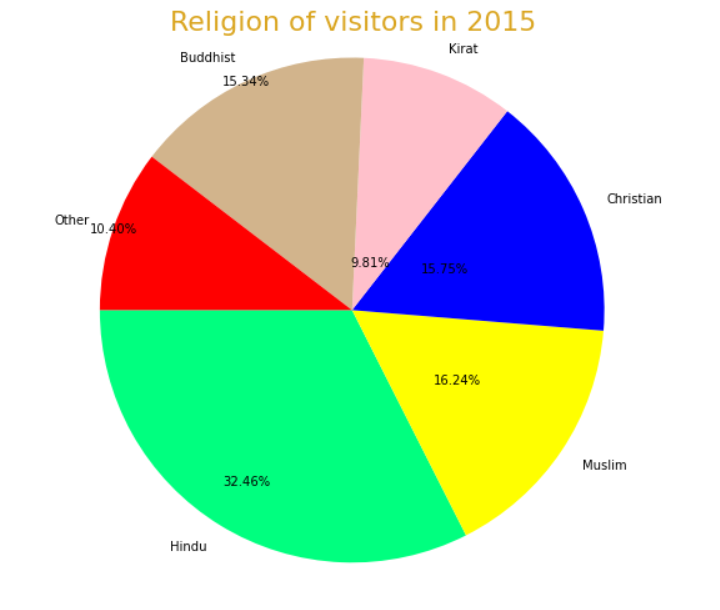 Religion of visitors in 2015
Kirat
Buddhist
15.34%
Christian
Other
10.40%
9.81%
15.75%
16.24%
Muslim
32.46%
Hindu